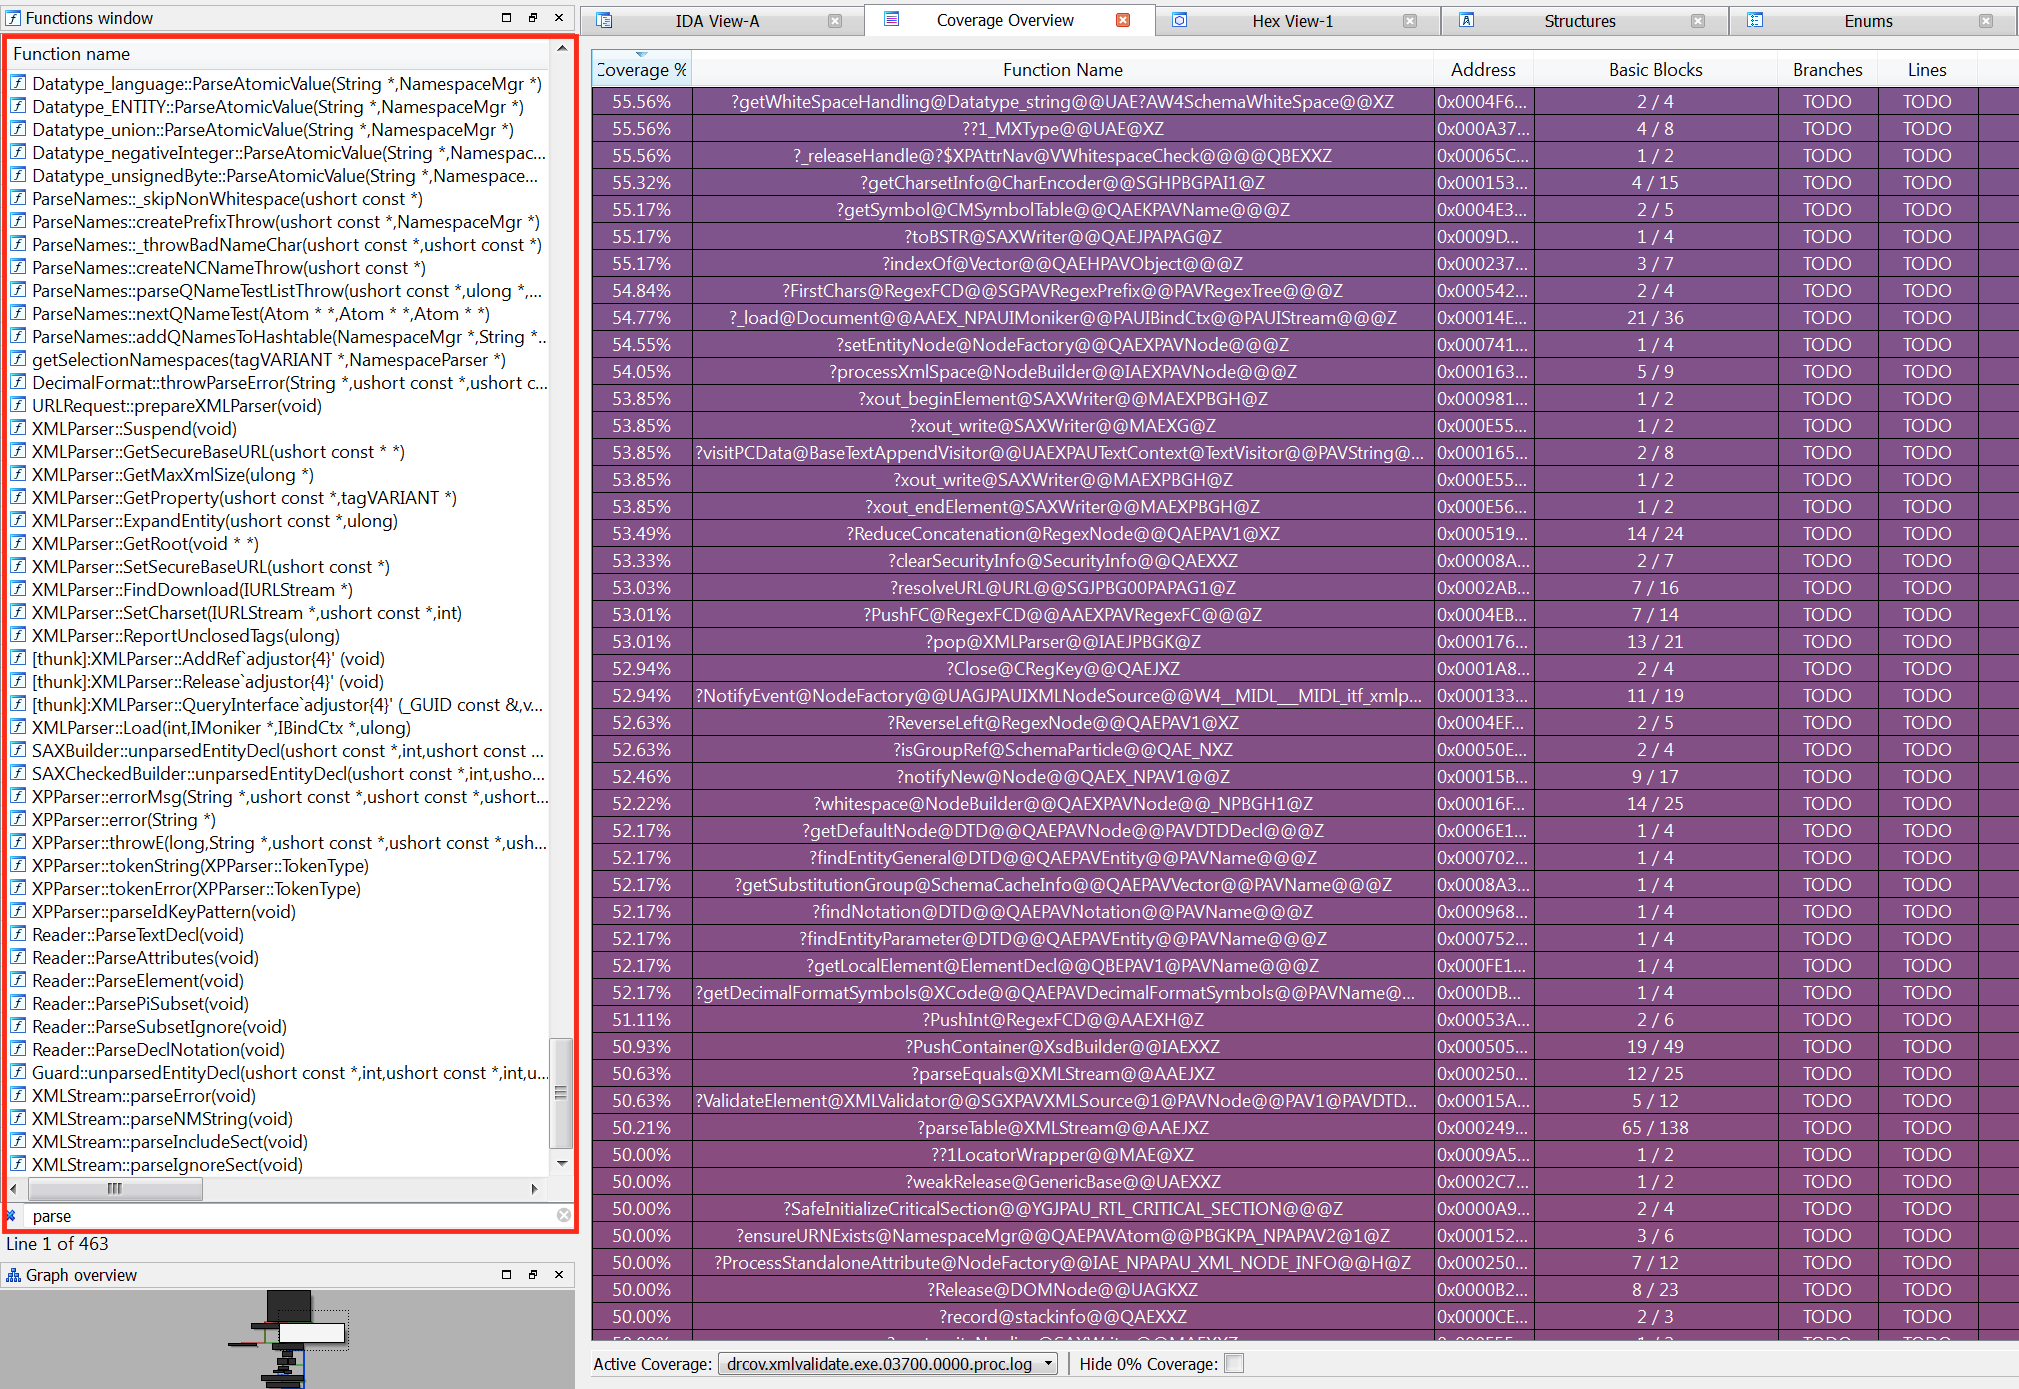 Functions window
Function name
Datatype_language::ParseAtomicValue(String *,NamespaceMgr *)
Datatype_ENTITY::ParseAtomicValue(String *,NamespaceMgr *)
Datatype_union::ParseAtomicValue(String *,NamespaceMgr *)
Datatype_negativeInteger::ParseAtomicValue(String *,Namespac...
Datatype_unsignedByte::ParseAtomicValue(String *,Namespace...
ParseNames::_skipNonWhitespace(ushort const *)
ParseNames::createPrefixThrow(ushort const *,NamespaceMgr *)
ParseNames::_throwBadNameChar(ushort const *,ushort const *)
ParseNames::createNCNameThrow(ushort const *)
ParseNames::parseQNameTestListThrow(ushort const *,ulong *,...
ParseNames::nextQNameTest(Atom * *,Atom * *,Atom * *)
ParseNames::addQNamesToHashtable(NamespaceMgr *,String *...
getSelectionNamespaces(tagVARIANT *,NamespaceParser *)
DecimalFormat::throwParseError(String *,ushort const *,ushort c...
URLRequest::prepareXMLParser(void)
XMLParser::Suspend(void)
XMLParser::GetSecureBaseURL(ushort const * *)
XMLParser::GetMaxXmlSize(ulong *)
XMLParser::GetProperty(ushort const *,tagVARIANT *)
XMLParser::ExpandEntity(ushort const *,ulong)
XMLParser::GetRoot(void * *)
XMLParser::SetSecureBaseURL(ushort const *)
XMLParser::FindDownload(IURLStream *)
XMLParser::SetCharset(IURLStream *,ushort const *,int)
XMLParser::ReportUnclosedTags(ulong)
[thunk]:XMLParser::AddRef`adjustor{4}' (void)
[thunk]:XMLParser::Release`adjustor{4}' (void)
[thunk]:XMLParser::QueryInterface`adjustor{4}' (_GUID const &,v...
XMLParser::Load(int,IMoniker *,IBindCtx *,ulong)
SAXBuilder::unparsedEntityDecl(ushort const *,int,ushort const ...
SAXCheckedBuilder::unparsedEntityDecl(ushort const *,int,usho...
XPParser::errorMsg(String *,ushort const *,ushort const *,ushort...
XPParser::error(String *)
XPParser::throwE(long,String *,ushort const *,ushort const *,ush...
XPParser::tokenString(XPParser::TokenType)
XPParser::tokenError(XPParser::TokenType)
XPParser::parseIdKeyPattern(void)
Reader::ParseTextDecl(void)
Reader::ParseAttributes(void)
Reader::ParseElement(void)
Reader::ParsePiSubset(void)
Reader::ParseSubsetIgnore(void)
Reader::ParseDeclNotation(void)
Guard::unparsedEntityDecl(ushort const *,int,ushort const *,int,u...
XMLStream::parseError(void)
XMLStream::parseNMString(void)
XMLStream::parseIncludeSect(void)
XMLStream::parseIgnoreSect(void)
parse
Line 1 of 463
Graph overview
IDA View-A Coverage Overview Hex View-1 Structures Enums
Coverage % Function Name Address Basic Blocks Branches Lines
55.56% ?getWhiteSpaceHandling@Datatype_string@@UAE?AW4SchemaWhiteSpace@@XZ 0x0004F6... 2 / 4 TODO TODO
55.56% ??1_MXType@@UAE@XZ 0x000A37... 4 / 8 TODO TODO
55.56% ?_releaseHandle@?$XPAttrNav@VWhitespaceCheck@@@@QBEXXZ 0x00065C... 1 / 2 TODO TODO
55.32% ?getCharsetInfo@CharEncoder@@SGHPBGPAI1@Z 0x000153... 4 / 15 TODO TODO
55.17% ?getSymbol@CMSymbolTable@@QAEKPAVName@@@Z 0x0004E3... 2 / 5 TODO TODO
55.17% ?toBSTR@SAXWriter@@QAEJPAPAG@Z 0x0009D... 1 / 4 TODO TODO
55.17% ?indexOf@Vector@@QAEHPAVObject@@@Z 0x000237... 3 / 7 TODO TODO
54.84% ?FirstChars@RegexFCD@@SGPAVRegexPrefix@@PAVRegexTree@@@Z 0x000542... 2 / 4 TODO TODO
54.77% ?_load@Document@@AAEX_NPAUIMoniker@@PAUIBindCtx@@PAUIStream@@@Z 0x00014E... 21 / 36 TODO TODO
54.55% ?setEntityNode@NodeFactory@@QAEXPAVNode@@@Z 0x000741... 1 / 4 TODO TODO
54.05% ?processXmlSpace@NodeBuilder@@IAEXPAVNode@@@Z 0x000163... 5 / 9 TODO TODO
53.85% ?xout_beginElement@SAXWriter@@MAEXPBGH@Z 0x000981... 1 / 2 TODO TODO
53.85% ?xout_write@SAXWriter@@MAEXG@Z 0x000E55... 1 / 2 TODO TODO
53.85% ?visitPCData@BaseTextAppendVisitor@@UAEXPAUTextContext@TextVisitor@@PAVString@... 0x000165... 2 / 8 TODO TODO
53.85% ?xout_write@SAXWriter@@MAEXPBGH@Z 0x000E55... 1 / 2 TODO TODO
53.85% ?xout_endElement@SAXWriter@@MAEXPBGH@Z 0x000E56... 1 / 2 TODO TODO
53.49% ?ReduceConcatenation@RegexNode@@QAEPAV1@XZ 0x000519... 14 / 24 TODO TODO
53.33% ?clearSecurityInfo@SecurityInfo@@QAEXXZ 0x00008A... 2 / 7 TODO TODO
53.03% ?resolveURL@URL@@SGJPBG00PAPAG1@Z 0x0002AB... 7 / 16 TODO TODO
53.01% ?PushFC@RegexFCD@@AAEXPAVRegexFC@@@Z 0x0004EB... 7 / 14 TODO TODO
53.01% ?pop@XMLParser@@IAEJPBGK@Z 0x000176... 13 / 21 TODO TODO
52.94% ?Close@CRegKey@@QAEJXZ 0x0001A8... 2 / 4 TODO TODO
52.94% ?NotifyEvent@NodeFactory@@UAGJPAUIXMLNodeSource@@W4__MIDL___MIDL_itf_xmlp... 0x000133... 11 / 19 TODO TODO
52.63% ?ReverseLeft@RegexNode@@QAEPAV1@XZ 0x0004EF... 2 / 5 TODO TODO
52.63% ?isGroupRef@SchemaParticle@@QAE_NXZ 0x00050E... 2 / 4 TODO TODO
52.46% ?notifyNew@Node@@QAEX_NPAV1@@Z 0x00015B... 9 / 17 TODO TODO
52.22% ?whitespace@NodeBuilder@@QAEXPAVNode@@_NPBGH1@Z 0x00016F... 14 / 25 TODO TODO
52.17% ?getDefaultNode@DTD@@QAEPAVNode@@PAVDTDDecl@@@Z 0x0006E1... 1 / 4 TODO TODO
52.17% ?findEntityGeneral@DTD@@QAEPAVEntity@@PAVName@@@Z 0x000702... 1 / 4 TODO TODO
52.17% ?getSubstitutionGroup@SchemaCacheInfo@@QAEPAVVector@@PAVName@@@Z 0x0008A3... 1 / 4 TODO TODO
52.17% ?findNotation@DTD@@QAEPAVNotation@@PAVName@@@Z 0x000968... 1 / 4 TODO TODO
52.17% ?findEntityParameter@DTD@@QAEPAVEntity@@PAVName@@@Z 0x000752... 1 / 4 TODO TODO
52.17% ?getLocalElement@ElementDecl@@QBEPAV1@PAVName@@@Z 0x000FE1... 1 / 4 TODO TODO
52.17% ?getDecimalFormatSymbols@XCode@@QAEPAVDecimalFormatSymbols@@PAVName@... 0x000DB... 1 / 4 TODO TODO
51.11% ?PushInt@RegexFCD@@AAEXH@Z 0x00053A... 2 / 6 TODO TODO
50.93% ?PushContainer@XsdBuilder@@IAEXXZ 0x000505... 19 / 49 TODO TODO
50.63% ?parseEquals@XMLStream@@AAEJXZ 0x000250... 12 / 25 TODO TODO
50.63% ?ValidateElement@XMLValidator@@SGXPAVXMLSource@1@PAVNode@@PAV1@PAVDTD... 0x00015A... 5 / 12 TODO TODO
50.21% ?parseTable@XMLStream@@AAEJXZ 0x000249... 65 / 138 TODO TODO
50.00% ??1LocatorWrapper@@MAE@XZ 0x0009A5... 1 / 2 TODO TODO
50.00% ?weakRelease@GenericBase@@UAEXXZ 0x0002C7... 1 / 2 TODO TODO
50.00% ?SafeInitializeCriticalSection@@YGJPAU_RTL_CRITICAL_SECTION@@@Z 0x0000A9... 2 / 4 TODO TODO
50.00% ?ensureURNExists@NamespaceMgr@@QAEPAVAtom@@PBGKPA_NPAPAV2@1@Z 0x000152... 3 / 6 TODO TODO
50.00% ?ProcessStandaloneAttribute@NodeFactory@@IAE_NPAPAU_XML_NODE_INFO@@H@Z 0x000250... 7 / 12 TODO TODO
50.00% ?Release@DOMNode@@UAGKXZ 0x0000B2... 8 / 23 TODO TODO
50.00% ?record@stackinfo@@QAEXXZ 0x0000CE... 2 / 3 TODO TODO
Active Coverage: drcov.xmlvalidate.exe.03700.0000.proc.log Hide 0% Coverage: